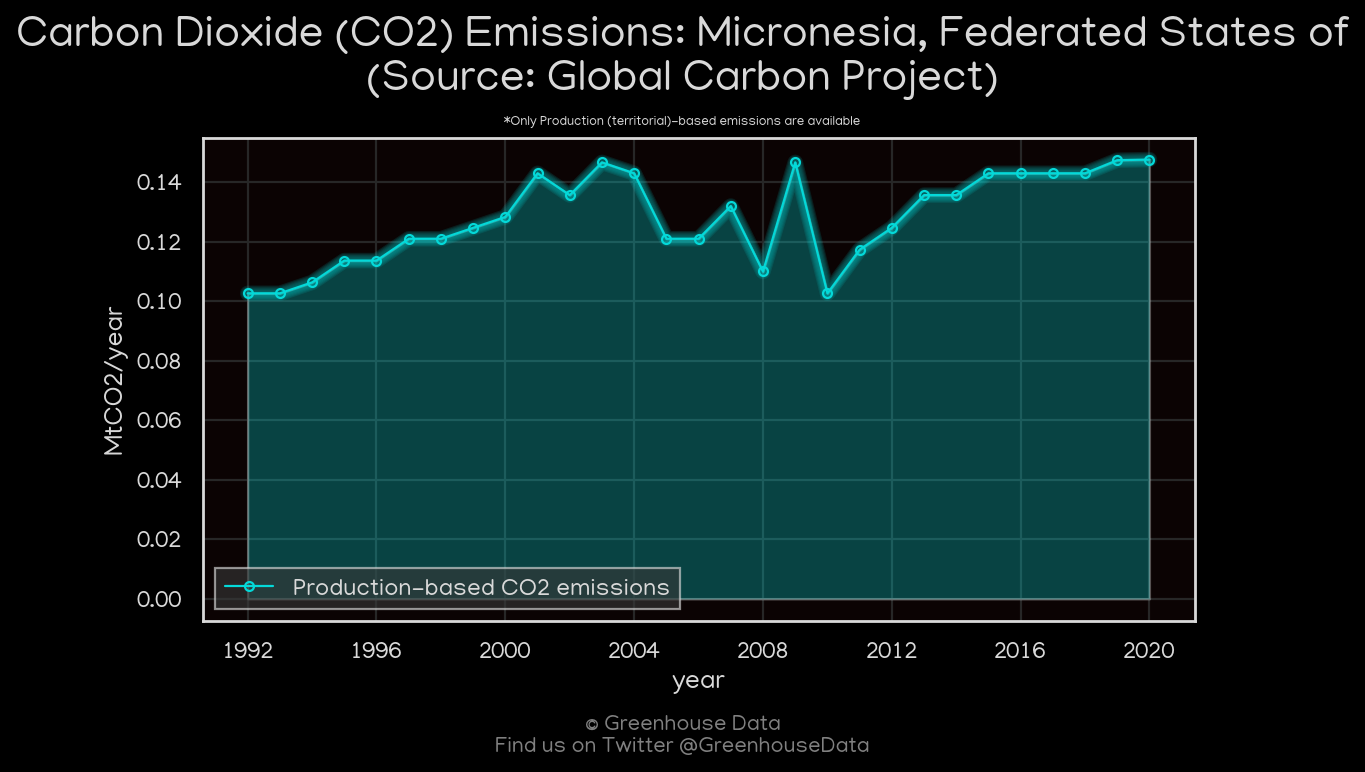 Carbon Dioxide (CO2) Emissions: Micronesia, Federated States of
(Source: Global Carbon Project)
*Only Production (territorial)-based emissions are available
0.14
0.12
0.10
0.08
0.06
0.04
0.02
0.00
MtCO2/year
Production-based CO2 emissions
1992 1996 2000 2004 2008 2012 2016 2020
year
© Greenhouse Data
Find us on Twitter @GreenhouseData